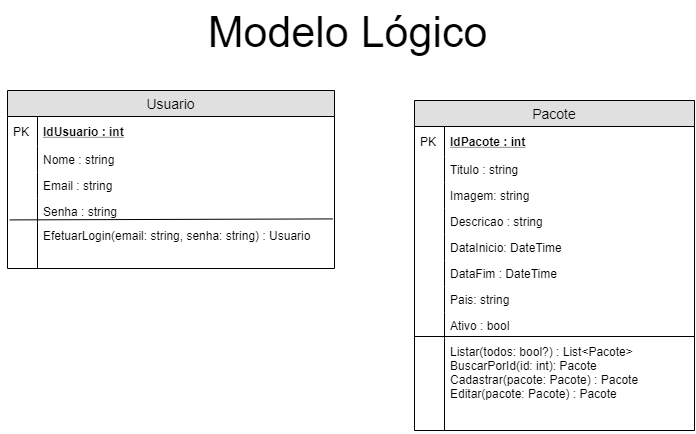 Modelo Lógico
Usuario
PK IdUsuario : int
Nome : string
Email : string
Senha : string
EfetuarLogin(email: string, senha: string) : Usuario
Pacote
PK IdPacote : int
Titulo : string
Imagem: string
Descricao : string
DataInicio: DateTime
DataFim : DateTime
Pais: string
Ativo : bool
Listar(todos: bool?) : List<Pacote>
BuscarPorId(id: int): Pacote
Cadastrar(pacote: Pacote) : Pacote
Editar(pacote: Pacote) : Pacote